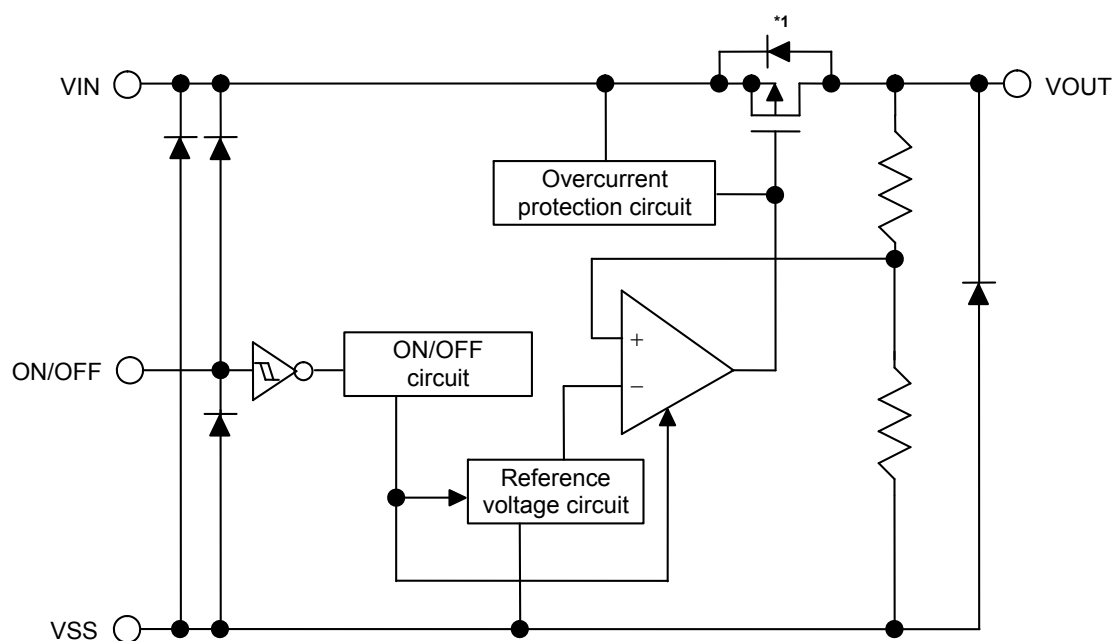 *1
VIN
VOUT
Overcurrent
protection circuit
ON/OFF
ON/OFF
circuit
+
−
Reference
voltage circuit
VSS